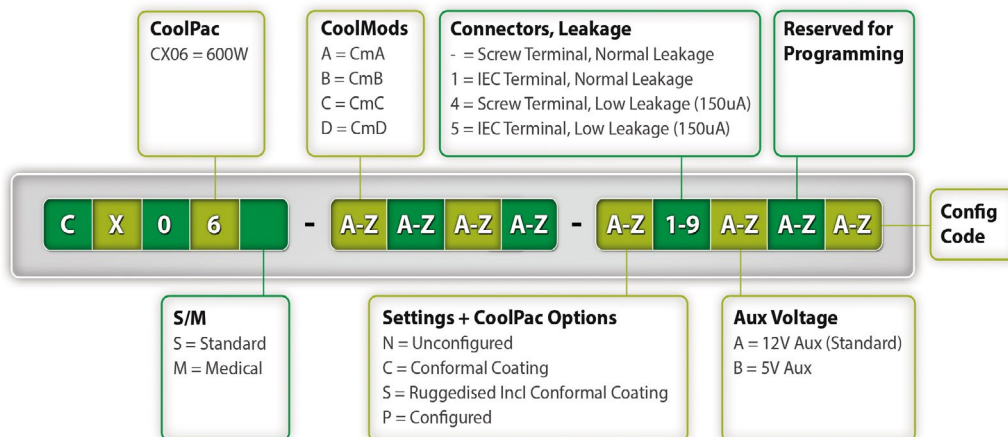 CoolPac
CX06 = 600W
CoolMods
A = CmA
B = CmB
C = CmC
D = CmD
Connectors, Leakage
- = Screw Terminal, Normal Leakage
1 = IEC Terminal, Normal Leakage
4 = Screw Terminal, Low Leakage (150uA)
5 = IEC Terminal, Low Leakage (150uA)
Reserved for
Programming
C X 0 6 - A-Z A-Z A-Z A-Z - A-Z 1-9 A-Z A-Z A-Z
Config
Code
S/M
S = Standard
M = Medical
Settings + CoolPac Options
N = Unconfigured
C = Conformal Coating
S = Ruggedised Incl Conformal Coating
P = Configured
Aux Voltage
A = 12V Aux (Standard)
B = 5V Aux